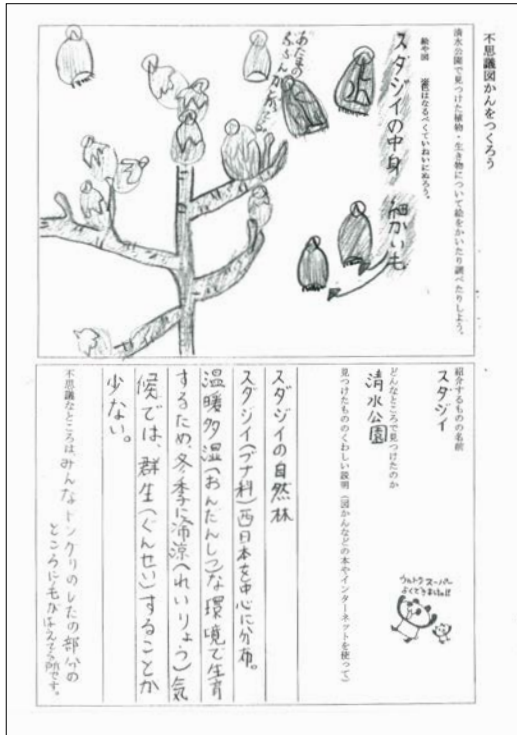 不思議図かんをつくろう
清水公園で見つけた植物・生き物について絵をかいたり調べたりしよう。
絵や図 ※色はなるべくていねいにぬろう。
スダジイの中身 細かいも
あたまの
紹介するものの名前
スダジイ
どんなところで見つけたのか
清水公園
見つけたもののくわしい説明(図かんなどの本やインターネットを使って)
ウルトラスーパー
よくできました!!
スダジイの自然林
スダジイ(ブナ科)西日本を中心に分布。
温暖多湿(おんだんしつ)な環境で生育
するため、冬季に冷涼(れいりょう)気
候では、群生(ぐんせい)することが
少ない。
不思議なところは、みんなドングリのしたの部分の
ところに毛がはえてる所です。